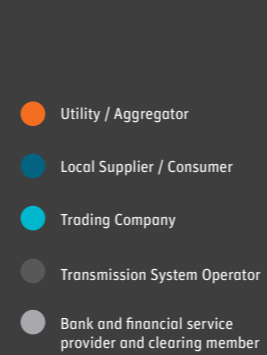 Utility / Aggregator
Local Supplier / Consumer
Trading Company
Transmission System Operator
Bank and financial service
provider and clearing member